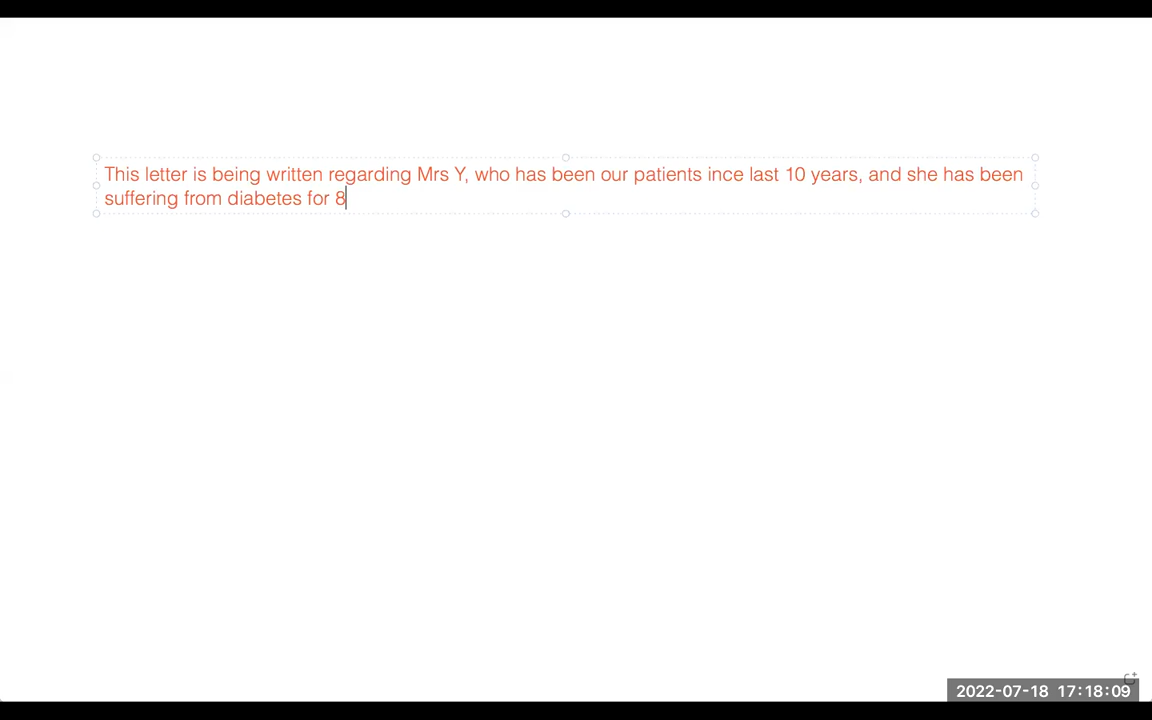 This letter is being written regarding Mrs Y, who has been our patients ince last 10 years, and she has been
suffering from diabetes for 8
2022-07-18 17:18:09